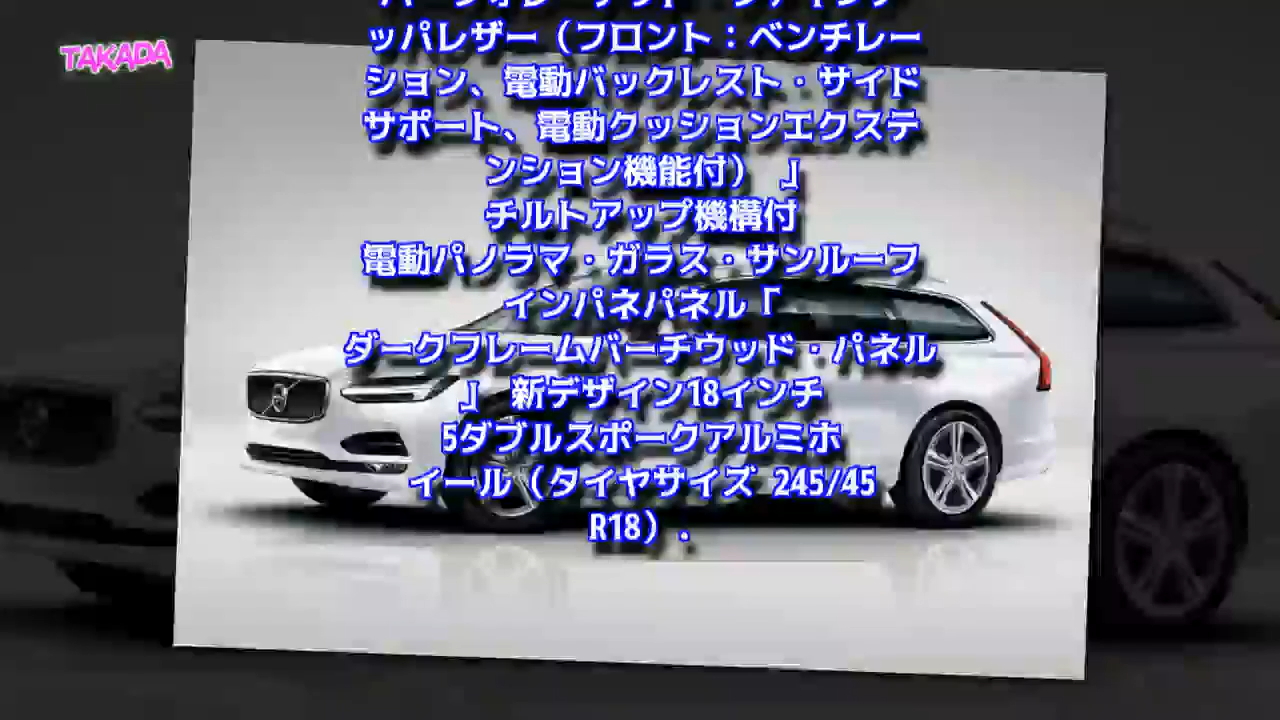 TAKADA
ッパレザー（フロント：ベンチレー
ション、電動バックレスト・サイド
サポート、電動クッションエクステ
ンション機能付） 』
チルトアップ機構付
電動パノラマ・ガラス・サンルーフ
インパネパネル「
ダークフレームバーチウッド・パネル
」 新デザイン18インチ
5ダブルスポークアルミホ
イール（タイヤサイズ 245/45
R18）.